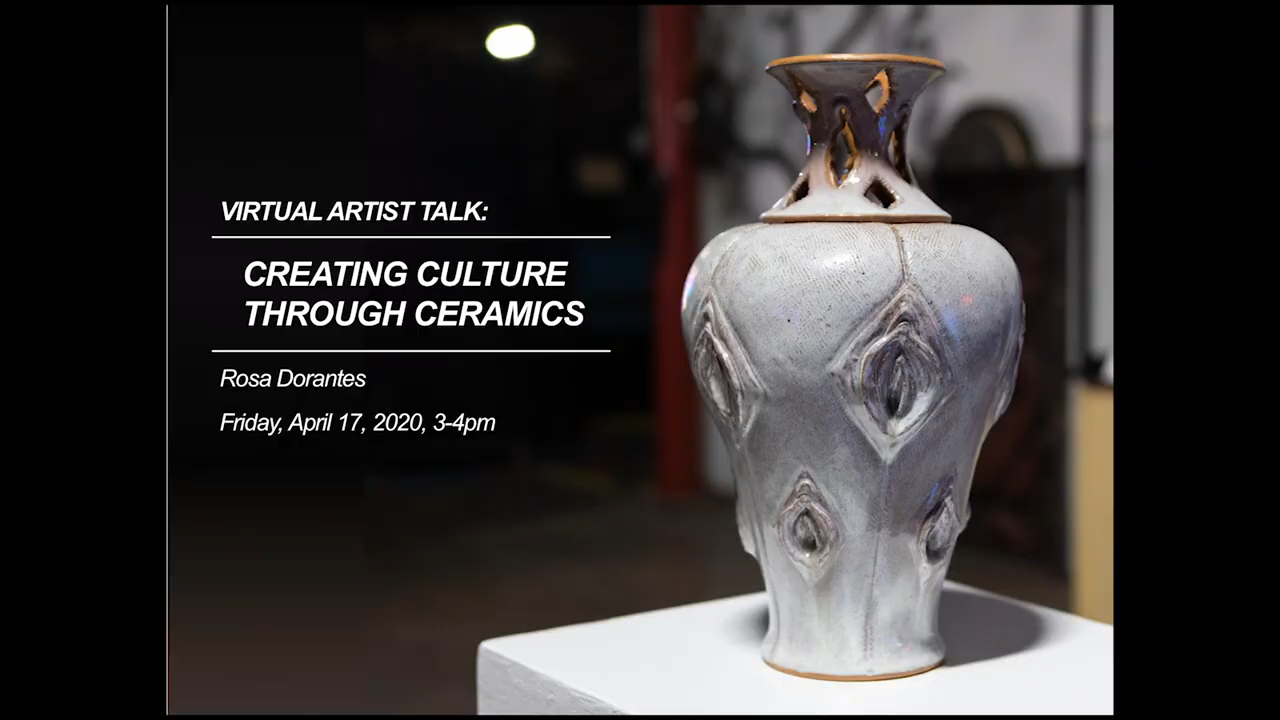 VIRTUAL ARTIST TALK:
CREATING CULTURE
THROUGH CERAMICS
Rosa Dorantes
Friday, April 17, 2020, 3-4pm